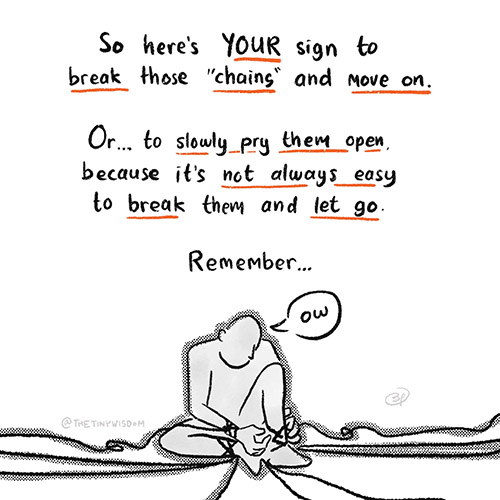 So here's YOUR sign to
break those "chains" and move on.
Or... to slowly pry them open,
because it's not always easy
to break them and let go.
Remember...
ow
@THETINYWISDOM